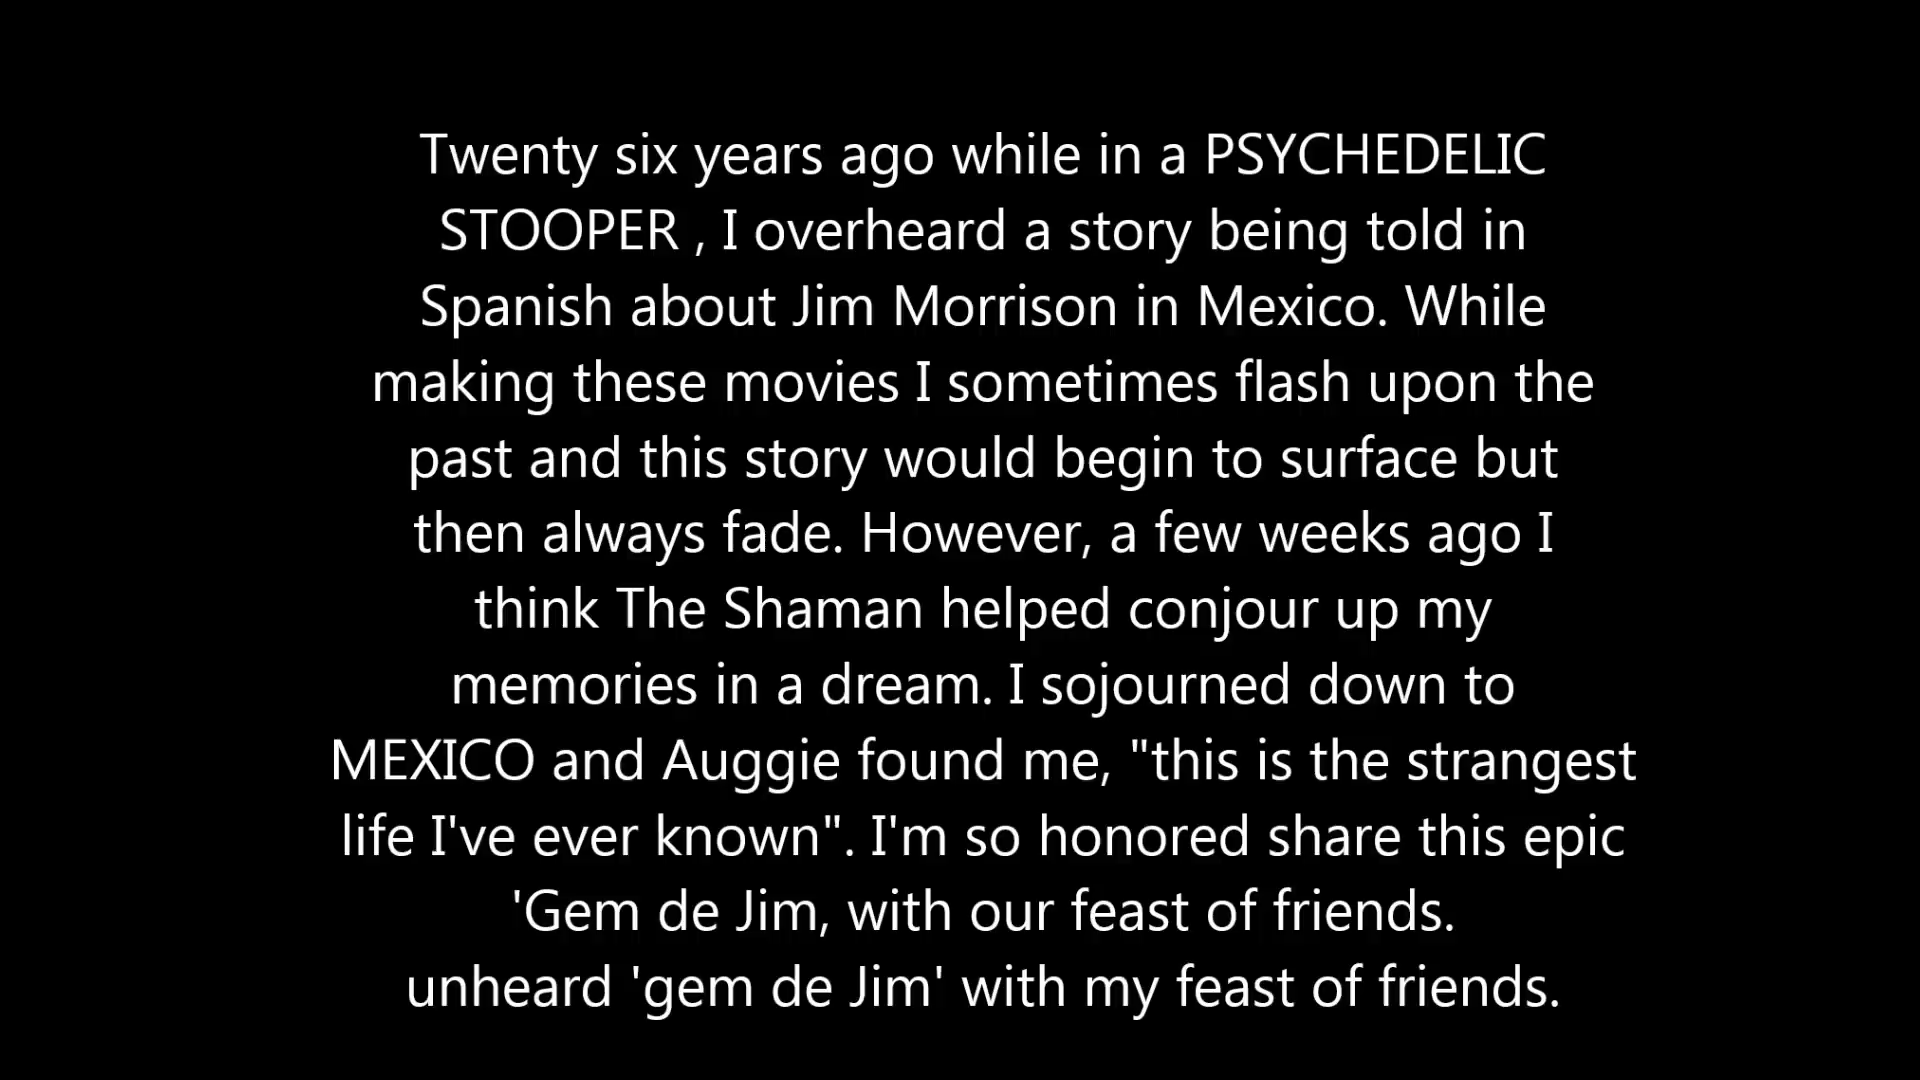 Twenty six years ago while in a PSYCHEDELIC
STOOPER , I overheard a story being told in
Spanish about Jim Morrison in Mexico. While
making these movies I sometimes flash upon the
past and this story would begin to surface but
then always fade. However, a few weeks ago I
think The Shaman helped conjour up my
memories in a dream. I sojourned down to
MEXICO and Auggie found me, "this is the strangest
life I've ever known". I'm so honored share this epic
'Gem de Jim, with our feast of friends.
unheard 'gem de Jim' with my feast of friends.